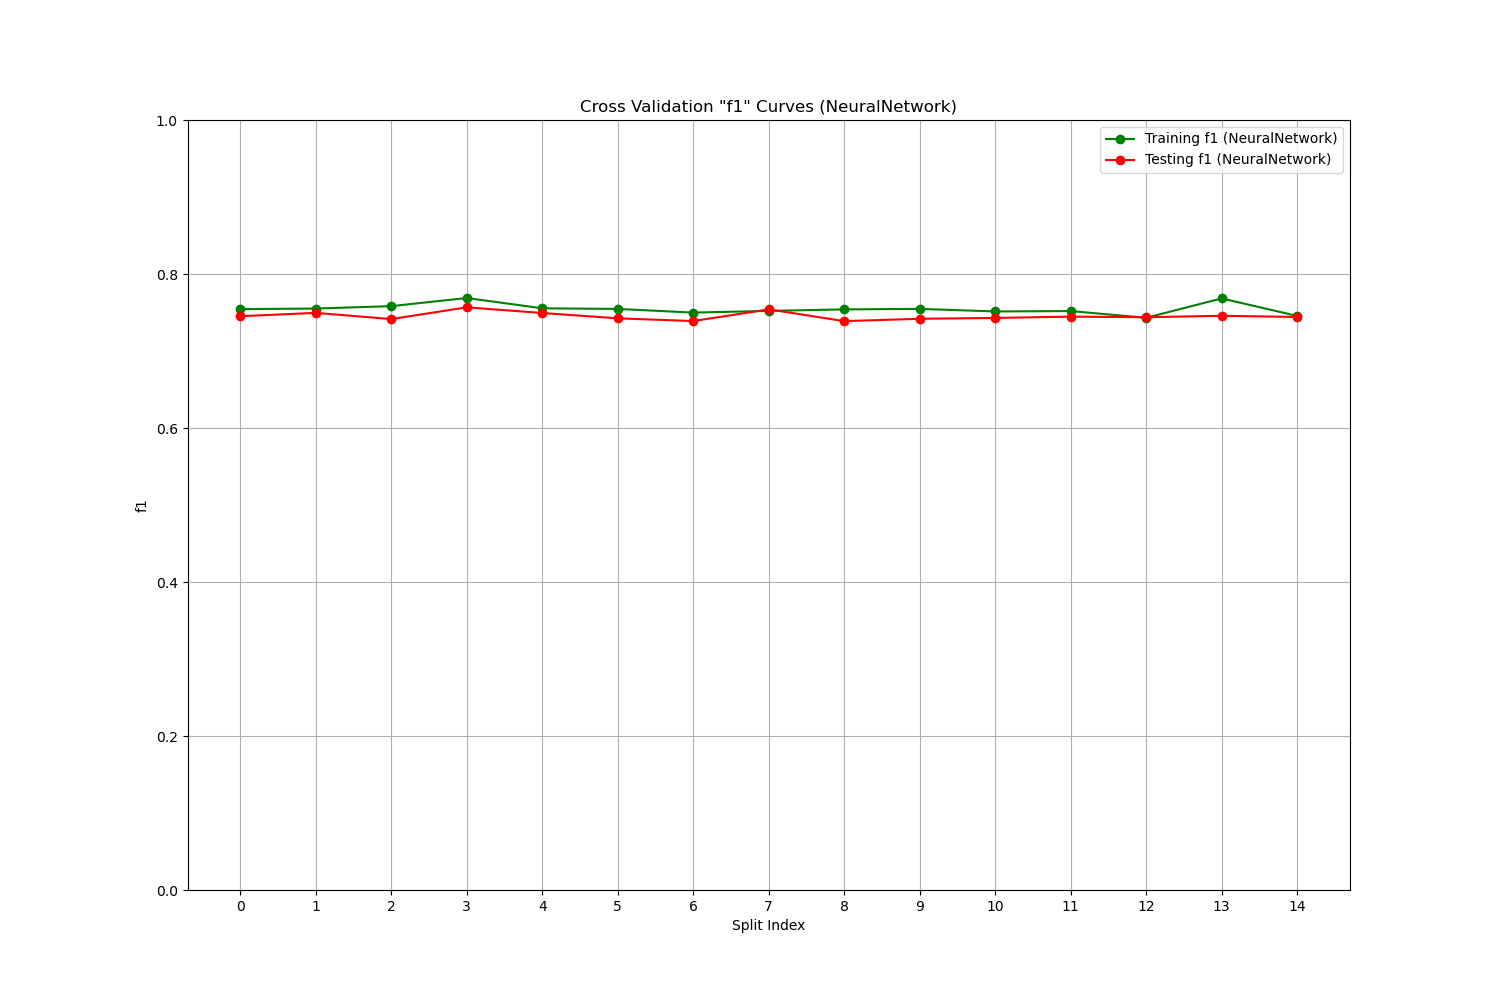 Cross Validation "f1" Curves (NeuralNetwork)
Training f1 (NeuralNetwork)
Testing f1 (NeuralNetwork)
1.0
0.8
0.6
0.4
0.2
0.0
f1
0 1 2 3 4 5 6 7 8 9 10 11 12 13 14
Split Index